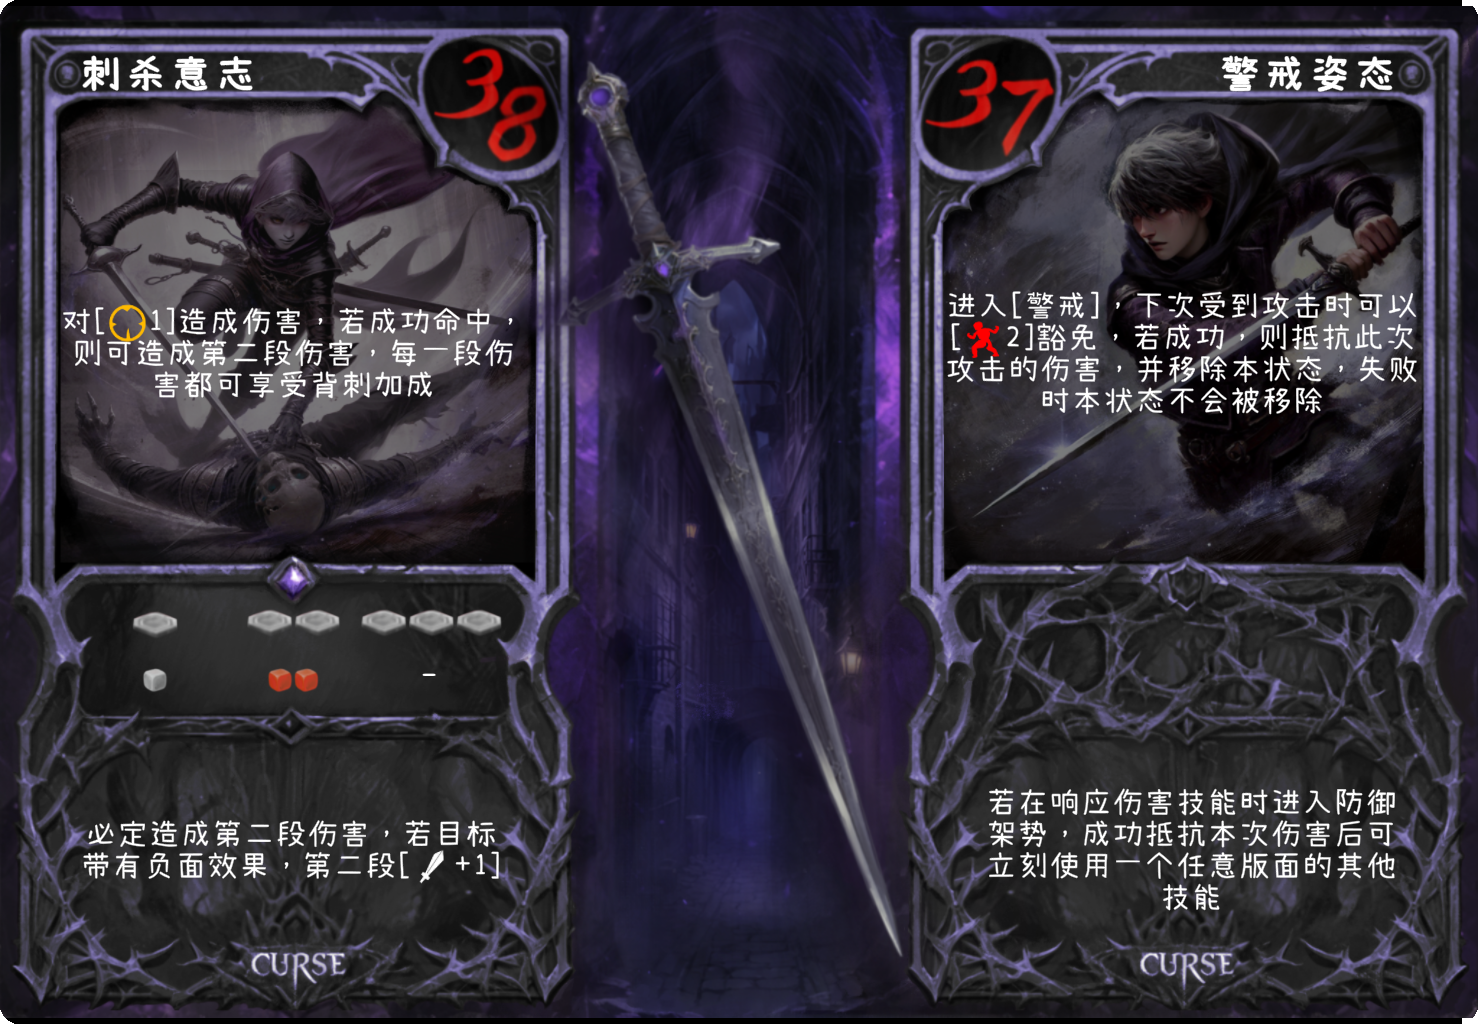 刺杀意志
38
对[1]造成伤害，若成功命中，
则可造成第二段伤害，每一段伤
害都可享受背刺加成
-
必定造成第二段伤害，若目标
带有负面效果，第二段[+1]
CURSE
37
警戒姿态
进入[警戒]，下次受到攻击时可以
[2]豁免，若成功，则抵抗此次
攻击的伤害，并移除本状态，失败
时本状态不会被移除
若在响应伤害技能时进入防御
架势，成功抵抗本次伤害后可
立刻使用一个任意版面的其他
技能
CURSE